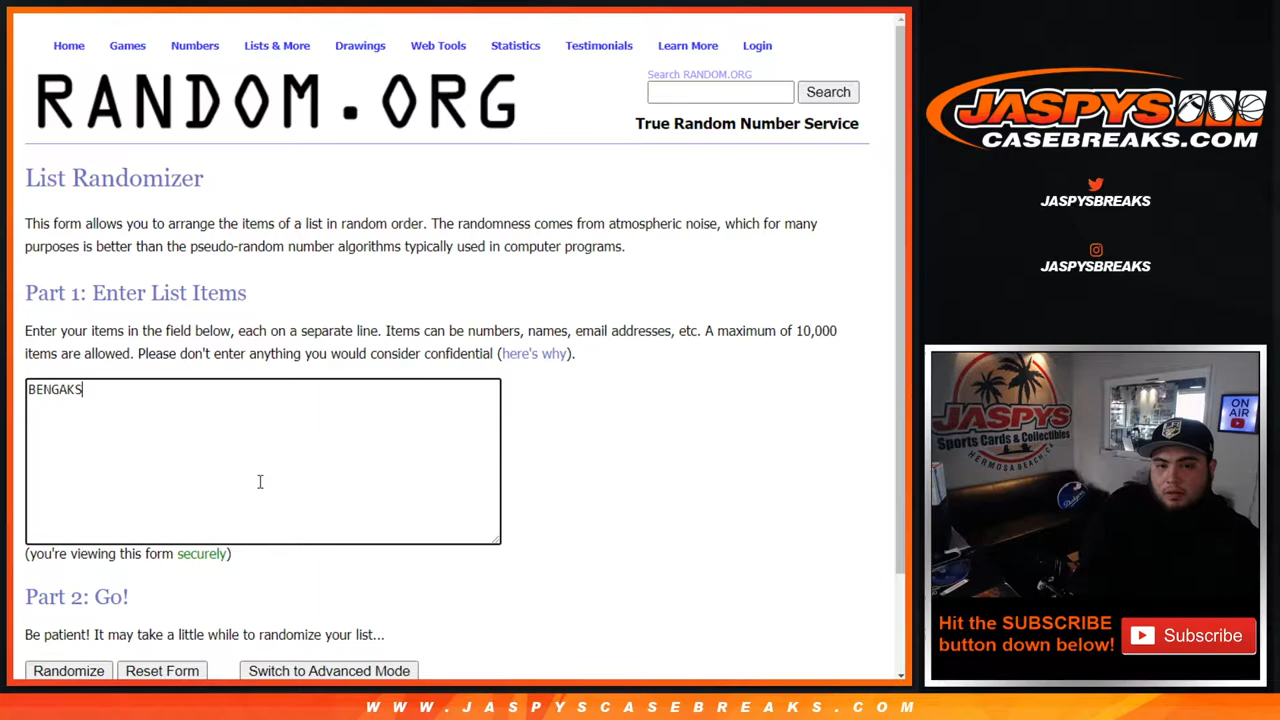 Home Games Numbers Lists & More Drawings Web Tools Statistics Testimonials Learn More Login
RANDOM.ORG
Search RANDOM.ORG
Search
True Random Number Service
List Randomizer
This form allows you to arrange the items of a list in random order. The randomness comes from atmospheric noise, which for many
purposes is better than the pseudo-random number algorithms typically used in computer programs.
Part 1: Enter List Items
Enter your items in the field below, each on a separate line. Items can be numbers, names, email addresses, etc. A maximum of 10,000
items are allowed. Please don't enter anything you would consider confidential (here's why).
BENGAKS
(you're viewing this form securely)
Part 2: Go!
Be patient! It may take a little while to randomize your list...
Randomize Reset Form Switch to Advanced Mode
JASPYS
CASEBREAKS.COM
JASPYSBREAKS
JASPYSBREAKS
JASPYS
Sports Cards & Collectibles
HERMOSA BEACH, CA
ON
AIR
Dodgers
Hit the SUBSCRIBE
button down below!
Subscribe
WWW.JASPYSCASEBREAKS.COM